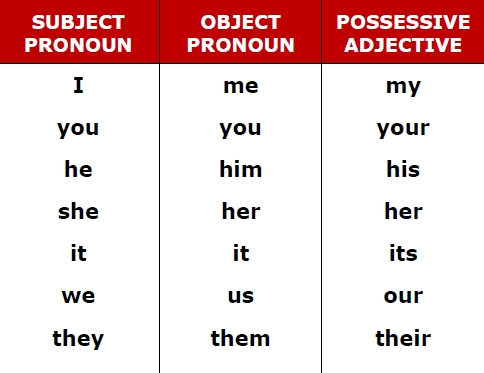 SUBJECT OBJECT POSSESSIVE
PRONOUN PRONOUN ADJECTIVE
I me my
you you your
he him his
she her her
it it its
we us our
they them their